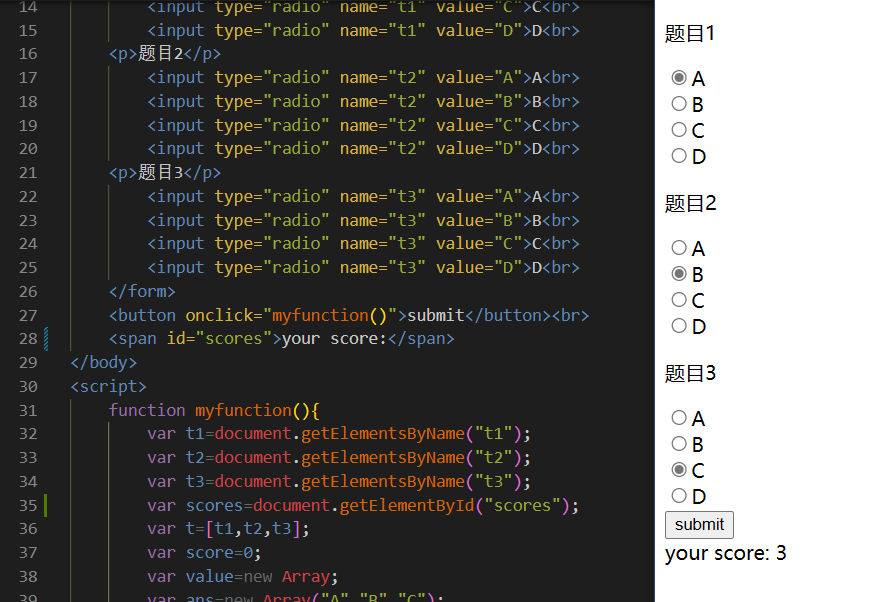 14 <input type="radio" name="t1" value="C">C<br>
15 <input type="radio" name="t1" value="D">D<br>
16 <p>题目2</p>
17 <input type="radio" name="t2" value="A">A<br>
18 <input type="radio" name="t2" value="B">B<br>
19 <input type="radio" name="t2" value="C">C<br>
20 <input type="radio" name="t2" value="D">D<br>
21 <p>题目3</p>
22 <input type="radio" name="t3" value="A">A<br>
23 <input type="radio" name="t3" value="B">B<br>
24 <input type="radio" name="t3" value="C">C<br>
25 <input type="radio" name="t3" value="D">D<br>
26 </form>
27 <button onclick="myfunction()">submit</button><br>
28 <span id="scores">your score:</span>
29 </body>
30 <script>
31 function myfunction(){
32 var t1=document.getElementsByName("t1");
33 var t2=document.getElementsByName("t2");
34 var t3=document.getElementsByName("t3");
35 var scores=document.getElementById("scores");
36 var t=[t1,t2,t3];
37 var score=0;
38 var value=new Array;
39 var ans=new Array("A","B","C");
题目1
A
B
C
D
题目2
A
B
C
D
题目3
A
B
C
D
submit
your score: 3